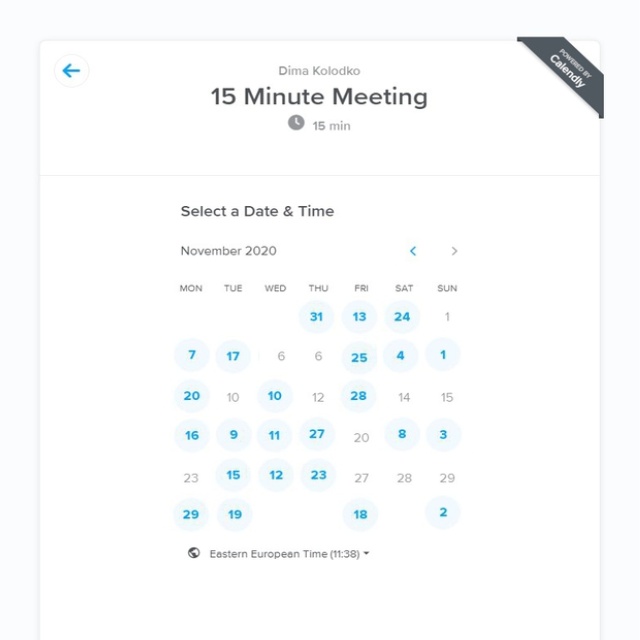 POWERED BY
Calendly
Dima Kolodko
15 Minute Meeting
15 min
Select a Date & Time
November 2020
MON TUE WED THU FRI SAT SUN
31 13 24 1
7 17 6 6 25 4 1
20 10 10 12 28 14 15
16 9 11 27 20 8 3
23 15 12 23 27 28 29
29 19 18 2
Eastern European Time (11:38)